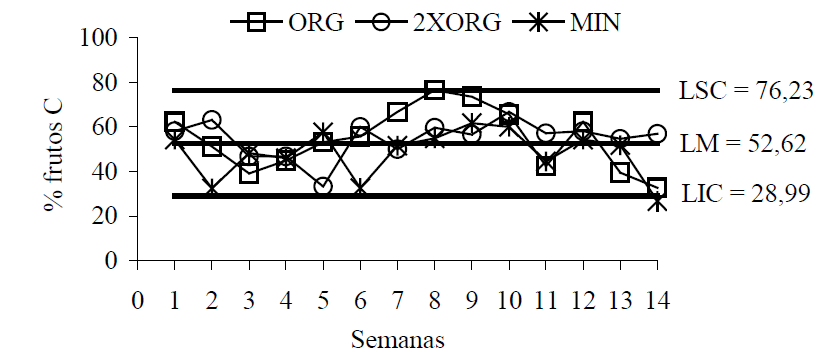 ORG 2XORG MIN
100
80
60
40
20
0
% frutos C
LSC = 76,23
LM = 52,62
LIC = 28,99
0 1 2 3 4 5 6 7 8 9 10 11 12 13 14
Semanas